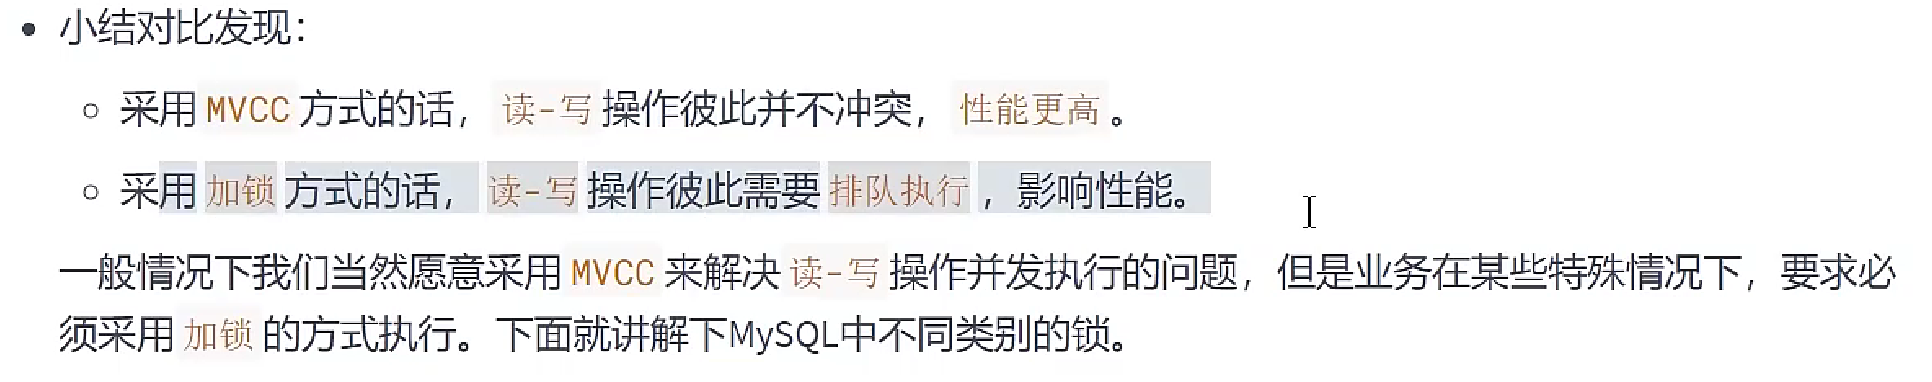 小结对比发现：
采用 MVCC 方式的话， 读-写 操作彼此并不冲突， 性能更高 。
采用 加锁 方式的话， 读-写 操作彼此需要 排队执行 ，影响性能。
一般情况下我们当然愿意采用 MVCC 来解决 读-写 操作并发执行的问题，但是业务在某些特殊情况下，要求必
须采用 加锁 的方式执行。下面就讲解下MySQL中不同类别的锁。